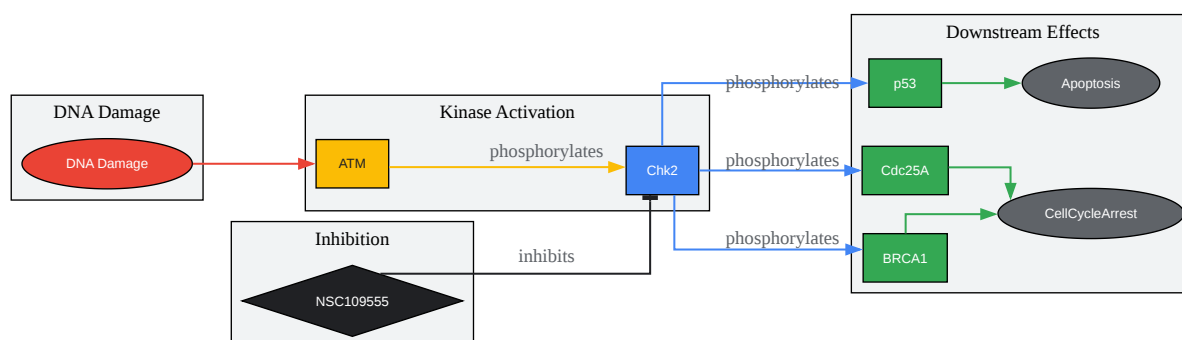 Downstream Effects
phosphorylates
p53
Apoptosis
DNA Damage
Kinase Activation
DNA Damage
ATM
phosphorylates
Chk2
phosphorylates
Cdc25A
CellCycleArrest
phosphorylates
BRCA1
Inhibition
inhibits
NSC109555